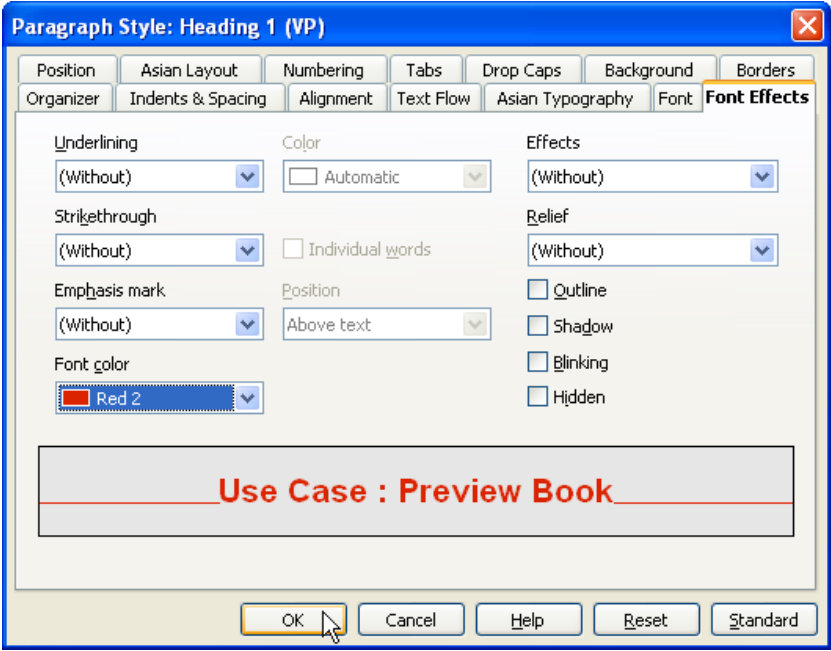 Paragraph Style: Heading 1 (VP)
Position Asian Layout Numbering Tabs Drop Caps Background Borders
Organizer Indents & Spacing Alignment Text Flow Asian Typography Font Font Effects
Underlining Color Effects
(Without) Automatic (Without)
Strikethrough Relief
(Without) Individual words (Without)
Emphasis mark Position Outline
(Without) Above text Shadow
Font color Blinking
Red 2 Hidden
Use Case : Preview Book
OK Cancel Help Reset Standard